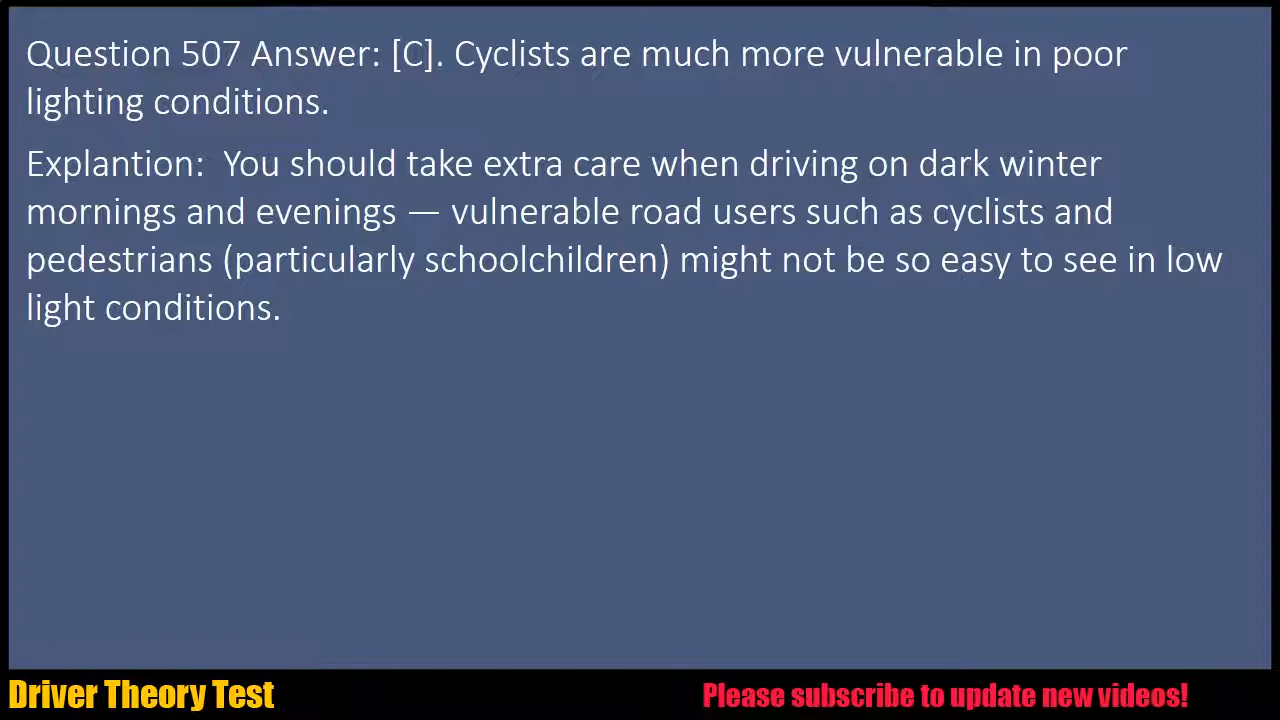 Question 507 Answer: [C]. Cyclists are much more vulnerable in poor
lighting conditions.
Explantion:  You should take extra care when driving on dark winter
mornings and evenings — vulnerable road users such as cyclists and
pedestrians (particularly schoolchildren) might not be so easy to see in low
light conditions.
Driver Theory Test
Please subscribe to update new videos!